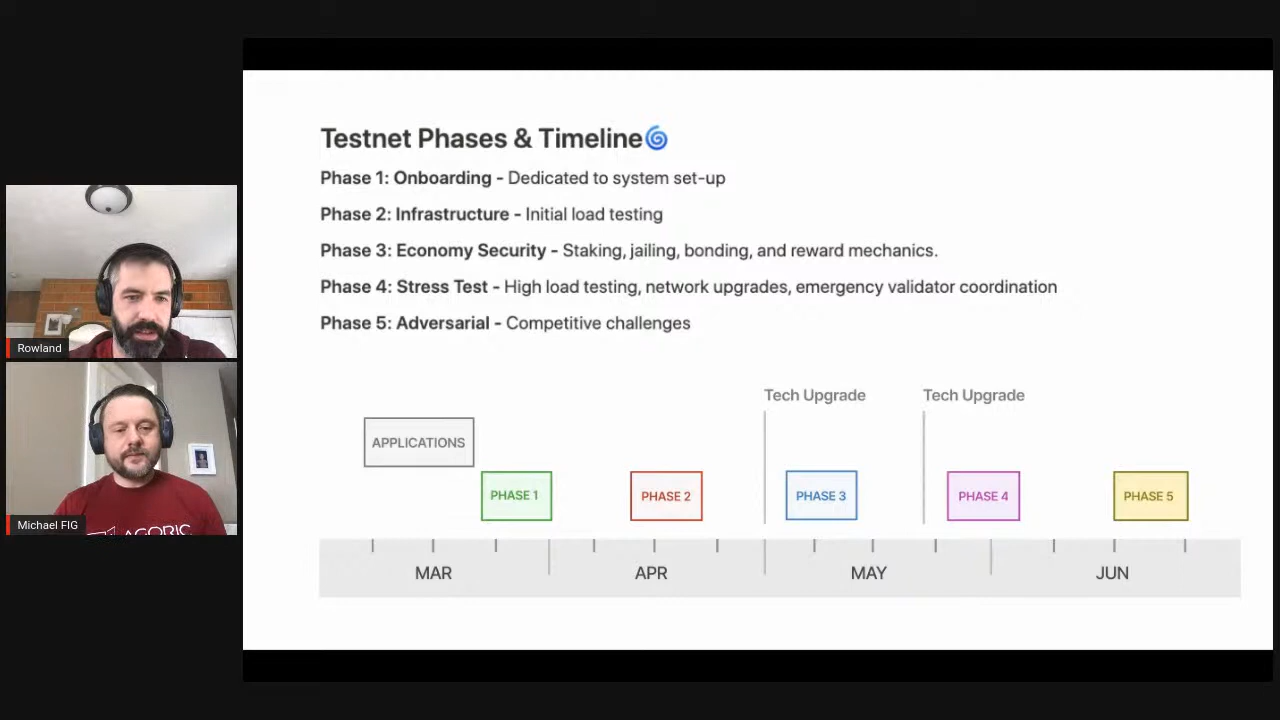 Testnet Phases & Timeline🌀
Phase 1: Onboarding - Dedicated to system set-up
Phase 2: Infrastructure - Initial load testing
Phase 3: Economy Security - Staking, jailing, bonding, and reward mechanics.
Phase 4: Stress Test - High load testing, network upgrades, emergency validator coordination
Phase 5: Adversarial - Competitive challenges
Tech Upgrade
Tech Upgrade
APPLICATIONS
PHASE 1
PHASE 2
PHASE 3
PHASE 4
PHASE 5
MAR
APR
MAY
JUN
Rowland
AGORIC
Michael FIG